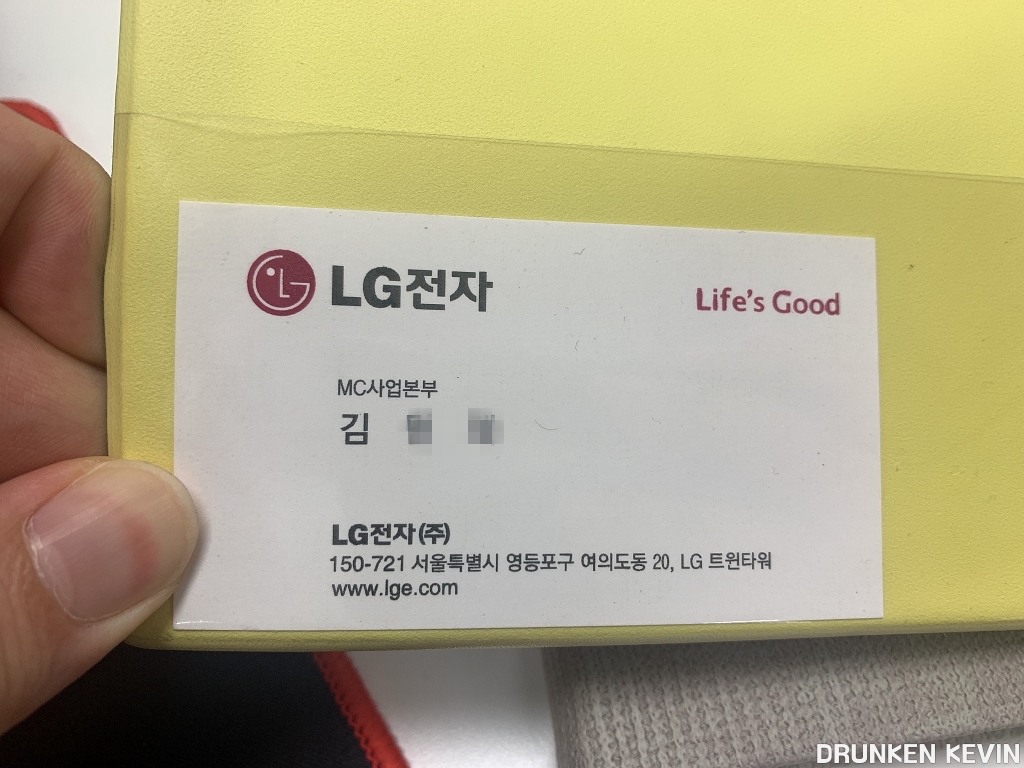 LG전자
Life's Good
MC사업본부
김
LG전자(주)
150-721 서울특별시 영등포구 여의도동 20, LG 트윈타워
www.lge.com
DRUNKEN KEVIN